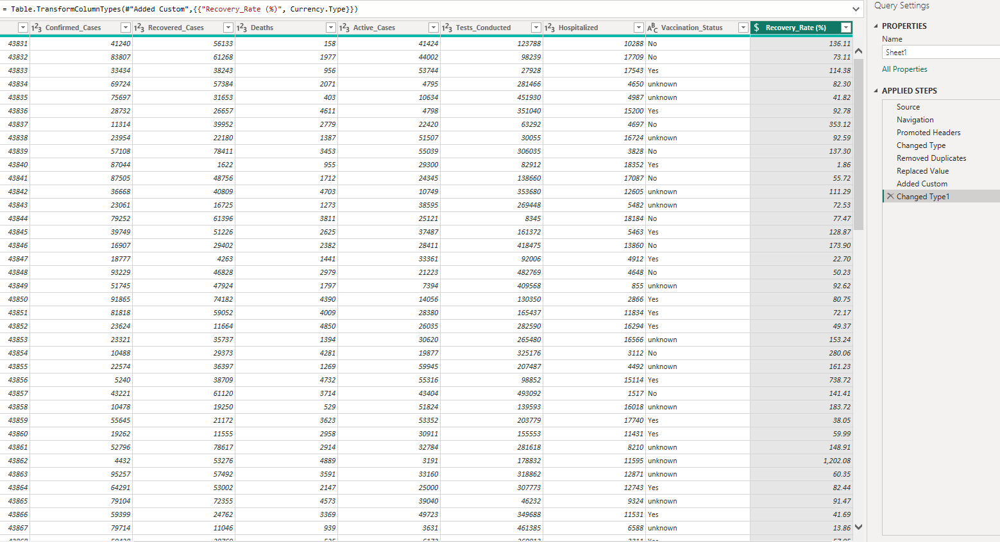 = Table.TransformColumnTypes(#"Added Custom",{{"Recovery_Rate (%)", Currency.Type}})
Query Settings
PROPERTIES
Name
Sheet1
All Properties
APPLIED STEPS
Source
Navigation
Promoted Headers
Changed Type
Removed Duplicates
Replaced Value
Added Custom
Changed Type1
1²3 Confirmed_Cases 1²3 Recovered_Cases 1²3 Deaths 1²3 Active_Cases 1²3 Tests_Conducted 1²3 Hospitalized ABC Vaccination_Status $ Recovery_Rate (%)
43831 41240 56133 158 41424 123788 10288 No 136.11
43832 83807 61268 1977 44002 98239 17709 No 73.11
43833 33434 38243 956 53744 27928 17543 Yes 114.38
43834 69724 57384 2071 4795 281466 4650 unknown 82.30
43835 75697 31653 403 10634 451930 4987 unknown 41.82
43836 28732 26657 4611 4798 351040 15200 Yes 92.78
43837 11314 39952 2779 22420 63292 4697 No 353.12
43838 23954 22180 1387 51507 30055 16724 unknown 92.59
43839 57108 78411 3453 55039 306035 3828 No 137.30
43840 87044 1622 955 29300 82912 18352 Yes 1.86
43841 87505 48756 1712 24345 138660 17087 No 55.72
43842 36668 40809 4703 10749 353680 12605 unknown 111.29
43843 23061 16725 1273 38595 269448 5482 unknown 72.53
43844 79252 61396 3811 25121 8345 18184 No 77.47
43845 39749 51226 2625 37487 161372 5463 Yes 128.87
43846 16907 29402 2382 28411 418475 13860 No 173.90
43847 18777 4263 1441 33361 92006 4912 Yes 22.70
43848 93229 46828 2979 21223 482769 4648 No 50.23
43849 51745 47924 1797 7394 409568 855 unknown 92.62
43850 91865 74182 4390 14056 130350 2866 Yes 80.75
43851 81818 59052 4009 28380 165437 11834 Yes 72.17
43852 23624 11664 4850 26035 282590 16294 Yes 49.37
43853 23321 35737 1394 30620 265480 16566 unknown 153.24
43854 10488 29373 4281 19877 325176 3112 No 280.06
43855 22574 36397 1269 59945 207487 4492 unknown 161.23
43856 5240 38709 4732 55316 98852 15114 Yes 738.72
43857 43221 61120 3714 43404 493092 1517 No 141.41
43858 10478 19250 529 51824 139593 16018 unknown 183.72
43859 55645 21172 3623 53352 203779 17740 Yes 38.05
43860 19262 11555 2958 30911 155553 11431 Yes 59.99
43861 52796 78617 2914 32784 281618 8210 unknown 148.91
43862 4432 53276 4889 3191 178832 11595 unknown 1,202.08
43863 95257 57492 3591 33160 318862 12871 unknown 60.35
43864 64291 53002 2147 25000 307773 12743 Yes 82.44
43865 79104 72355 4573 39040 46232 9324 unknown 91.47
43866 59399 24762 3369 49723 349688 11531 Yes 41.69
43867 79714 11046 939 3631 461385 6588 unknown 13.86